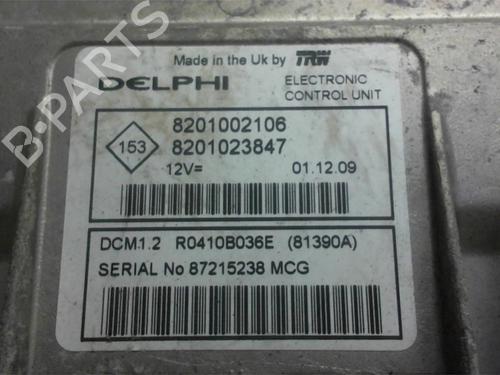 Made in the Uk by TRW
DELPHI
ELECTRONIC
CONTROL UNIT
8201002106
153
8201023847
12V=
01.12.09
DCM1.2 R0410B036E (81390A)
SERIAL No 87215238 MCG
B-PARTS